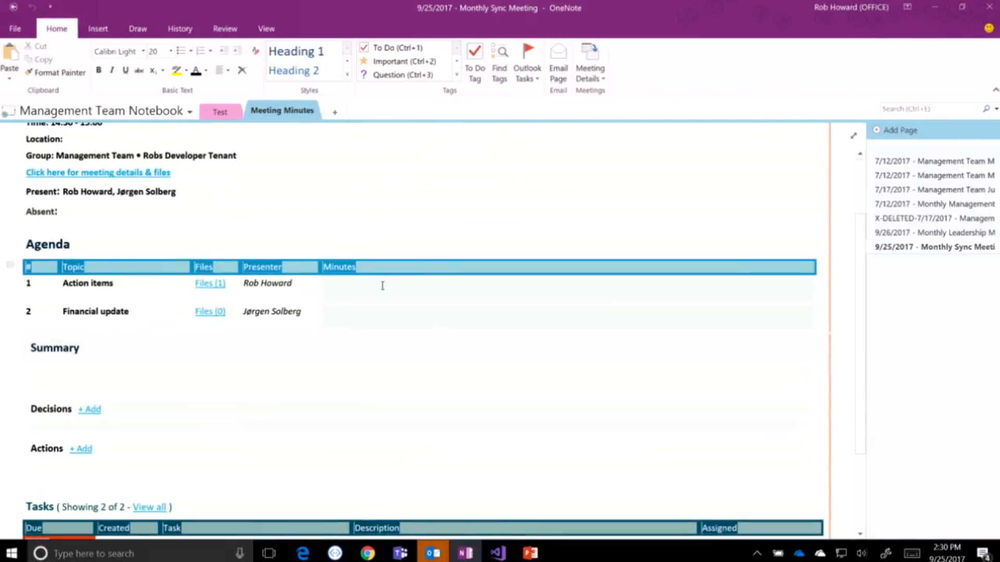 9/25/2017 - Monthly Sync Meeting - OneNote
Rob Howard (OFFICE)
File Home Insert Draw History Review View
Paste
Cut
Copy
Format Painter
Clipboard
Calibri Light 20
B I U abc X
A
Basic Text
Heading 1
Heading 2
Styles
To Do (Ctrl+1)
Important (Ctrl+2)
? Question (Ctrl+3)
Tags
To Do Tag
Find Tags
Outlook Tasks
Email Page
Email
Meeting Details
Meetings
Management Team Notebook Test Meeting Minutes +
Search (Ctrl+E)
Time: 14:30 - 15:00
Location:
Group: Management Team • Robs Developer Tenant
Click here for meeting details & files
Present: Rob Howard, Jørgen Solberg
Absent:
Agenda
# Topic Files Presenter Minutes
1 Action items Files (1) Rob Howard
2 Financial update Files (0) Jørgen Solberg
Summary
Decisions + Add
Actions + Add
Tasks ( Showing 2 of 2 - View all )
Due Created Task Description Assigned
Add Page
7/12/2017 - Management Team M
7/12/2017 - Management Team M
7/17/2017 - Management Team Ju
7/12/2017 - Monthly Management
X-DELETED-7/17/2017 - Managem
9/26/2017 - Monthly Leadership M
9/25/2017 - Monthly Sync Meeti
Type here to search
2:30 PM
9/25/2017
4